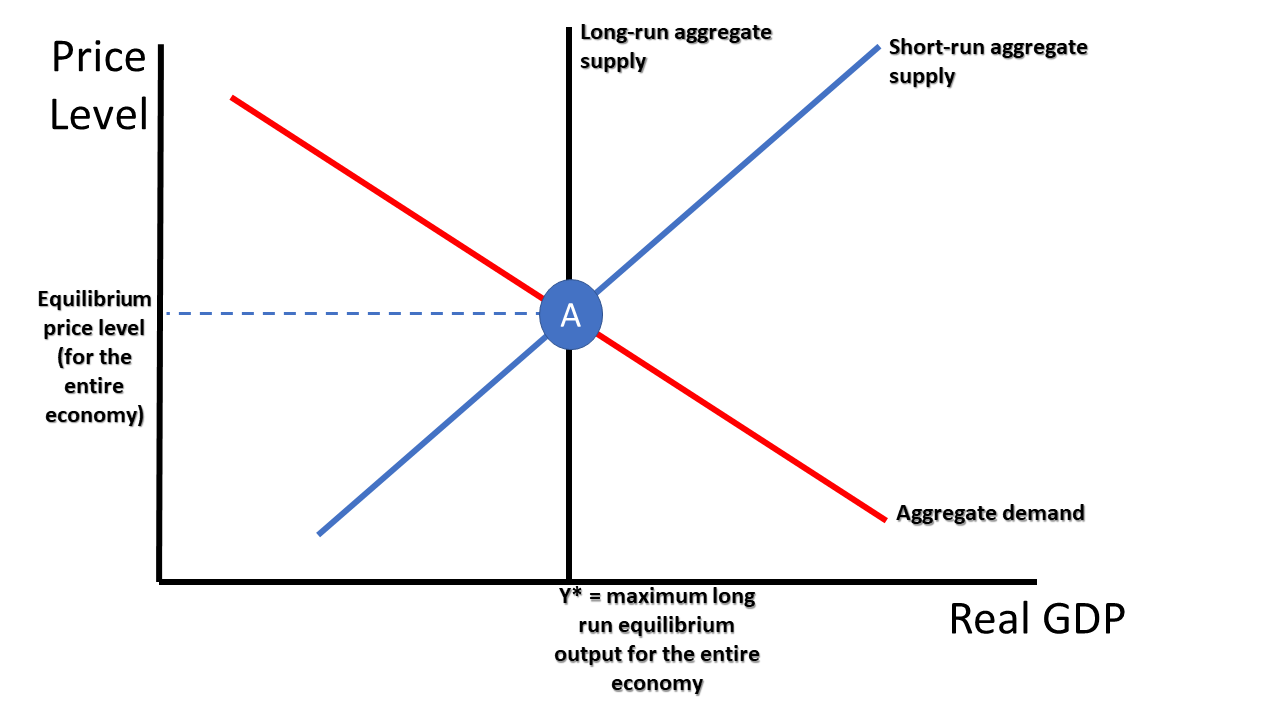 Price
Level
Long-run aggregate
supply
Short-run aggregate
supply
A
Equilibrium
price level
(for the
entire
economy)
Aggregate demand
Y* = maximum long
run equilibrium
output for the entire
economy
Real GDP